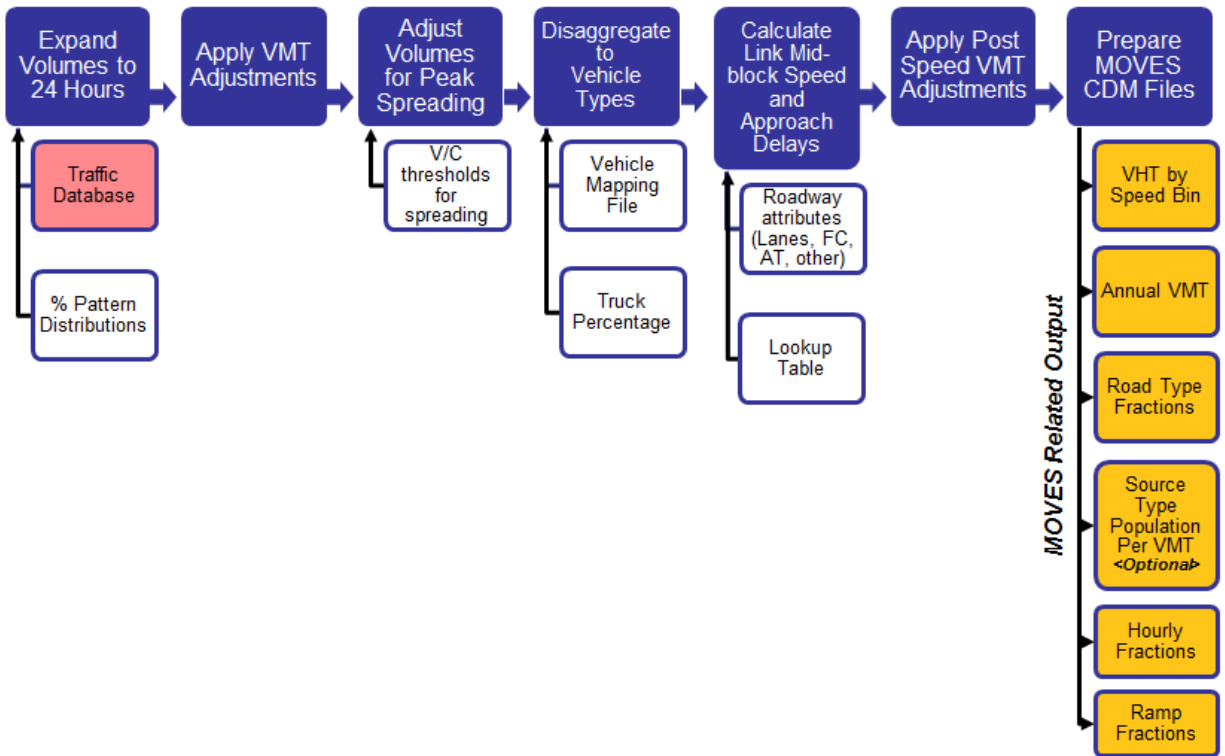 Expand
Volumes to
24 Hours
Apply VMT
Adjustments
Adjust
Volumes
for Peak
Spreading
Disaggregate
to
Vehicle
Types
Calculate
Link Mid-
block Speed
and
Approach
Delays
Apply Post
Speed VMT
Adjustments
Prepare
MOVES
CDM Files
Traffic
Database
% Pattern
Distributions
V/C
thresholds
for
spreading
Vehicle
Mapping
File
Truck
Percentage
Roadway
attributes
(Lanes, FC,
AT, other)
Lookup
Table
MOVES Related Output
VHT by
Speed Bin
Annual VMT
Road Type
Fractions
Source
Type
Population
Per VMT
<Optional>
Hourly
Fractions
Ramp
Fractions